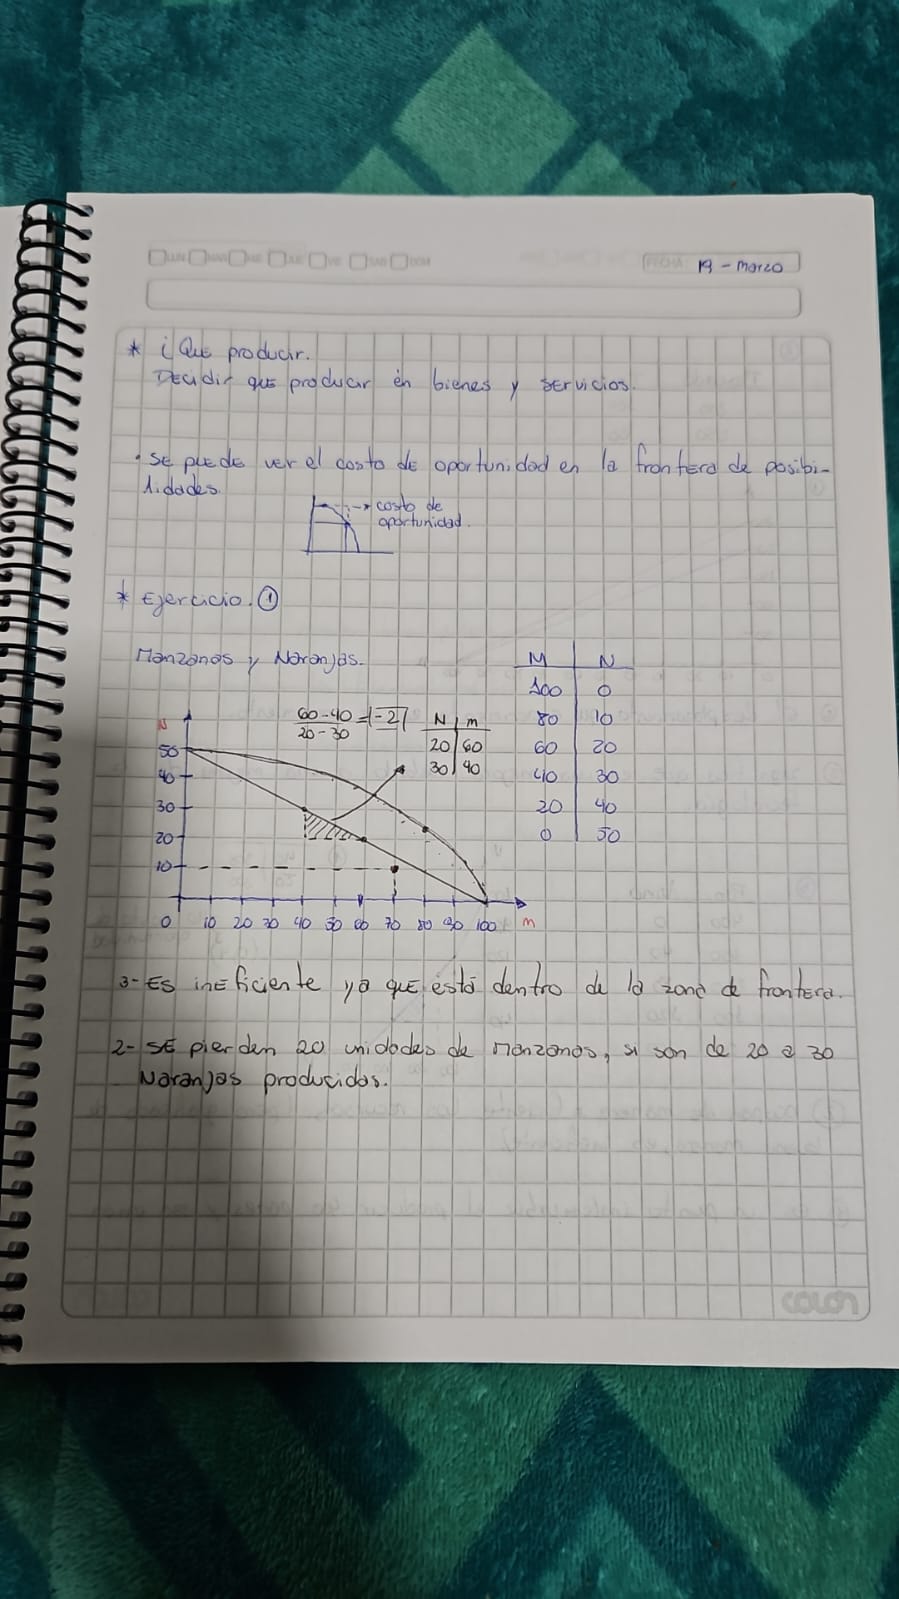 LUN MAR MIE JUE VIE SAB DOM
FECHA: 19 - Marzo
* ¿Que producir.
Decidir que producir en bienes y servicios.
· Se puede ver el costo de oportunidad en la frontera de posibi-
lidades.
→ costo de
oportunidad.
* Ejercicio. ①
Manzanas y Naranjas.
M N
100 0
80 10
60 20
40 30
20 40
0 50
60-40
20-30
= |-2|
N m
20 60
30 40
N
50
40
30
20
10
0 10 20 30 40 50 60 70 80 90 100 m
3- Es ineficiente ya que está dentro de la zona de frontera.
2- Se pierden 20 unidades de Manzanas, si son de 20 a 30
Naranjas producidas.
colon